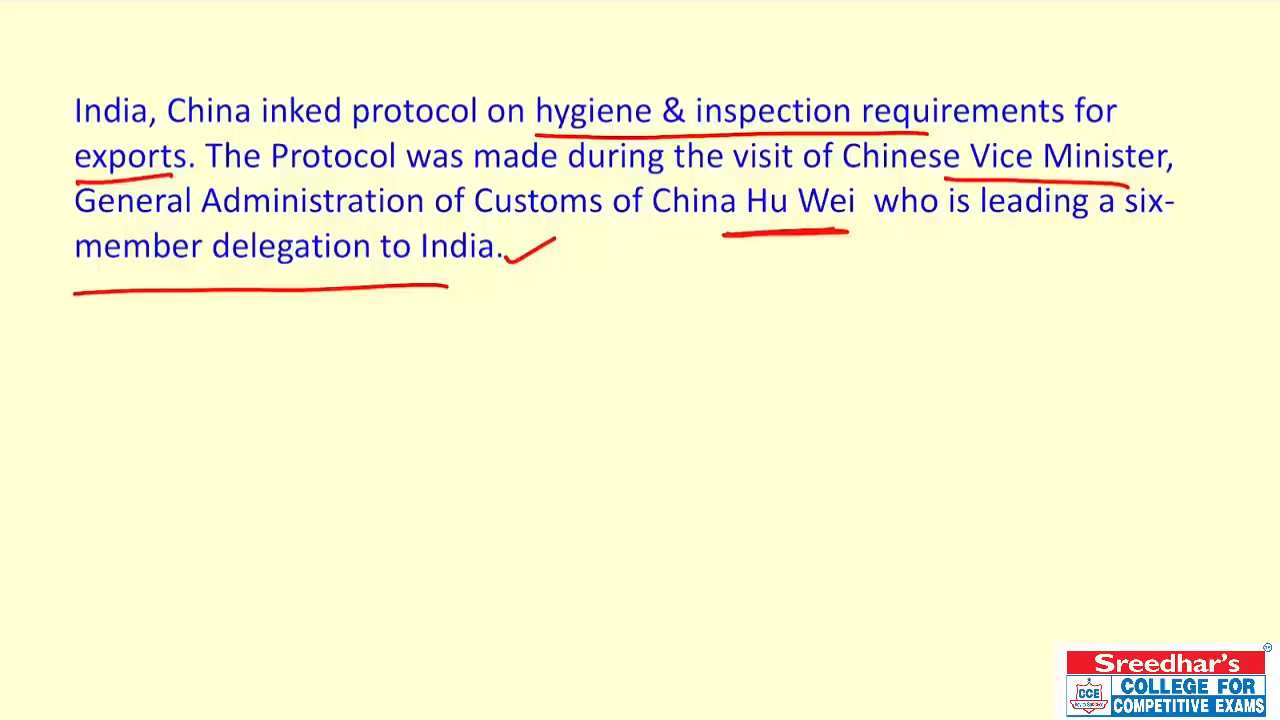 India, China inked protocol on hygiene & inspection requirements for
exports. The Protocol was made during the visit of Chinese Vice Minister,
General Administration of Customs of China Hu Wei who is leading a six-
member delegation to India.
Sreedhar's
CCE
COLLEGE FOR
COMPETITIVE EXAMS